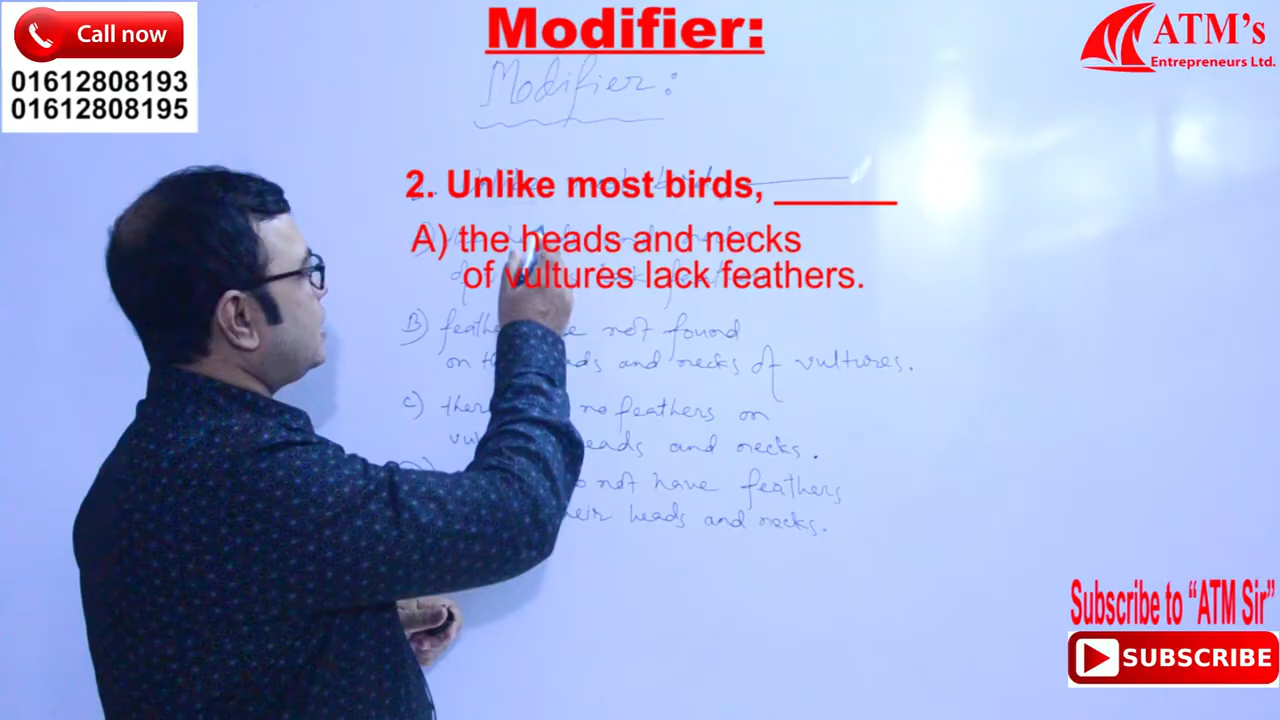 Call now
01612808193
01612808195
Modifier:
ATM's
Entrepreneurs Ltd.
Modifier:
2. Unlike most birds, ______
A) the heads and necks
of vultures lack feathers.
B) not found
on and necks of vultures.
C) no feathers on
and necks.
not have feathers
heads and necks.
Subscribe to “ATM Sir”
SUBSCRIBE